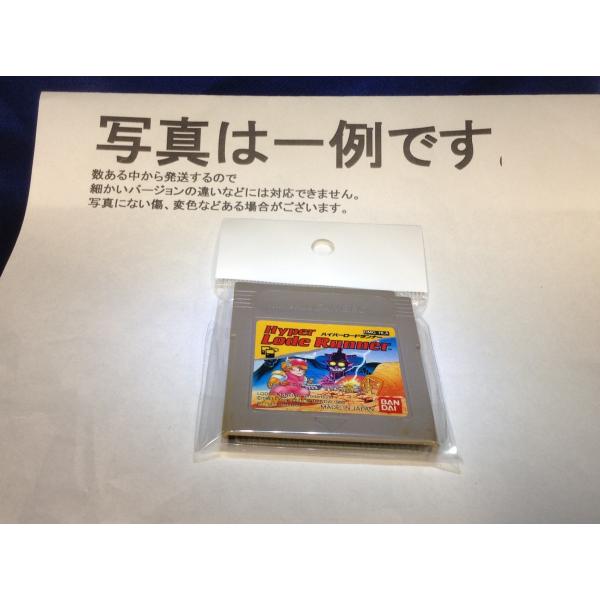 写真は一例です。
数ある中から発送するので
細かいバージョンの違いなどには対応できません。
写真にない傷、変色などある場合がございます。
ハイパーロードランナー
Hyper
Lode Runner
BAN
DAI
MADE IN JAPAN